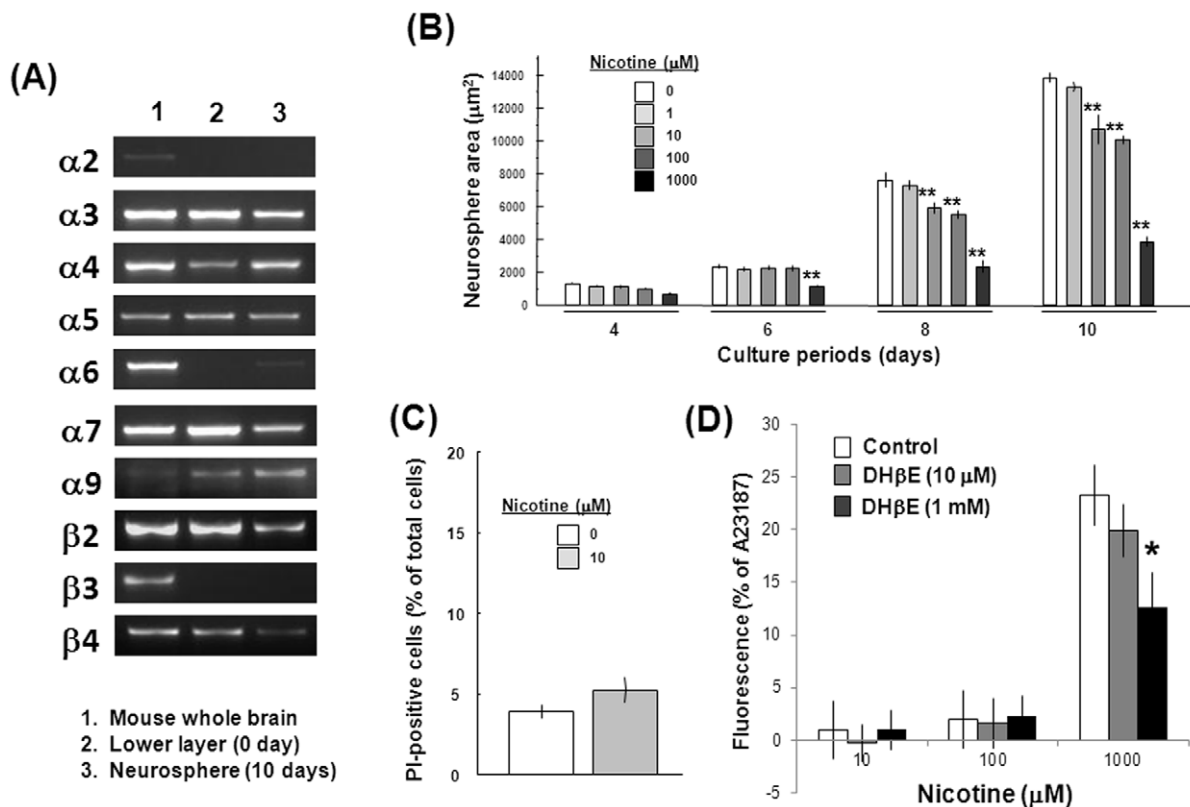 (A)
1 2 3
α2
α3
α4
α5
α6
α7
α9
β2
β3
β4
1. Mouse whole brain
2. Lower layer (0 day)
3. Neurosphere (10 days)
(B)
Neurosphere area (μm²)
14000
12000
10000
8000
6000
4000
2000
0
Nicotine (μM)
0
1
10
100
1000
**
** ** **
** ** **
4 6 8 10
Culture periods (days)
(C)
PI-positive cells (% of total cells)
20
15
10
5
0
Nicotine (μM)
0
10
(D)
Fluorescence (% of A23187)
30
25
20
15
10
5
0
-5
Control
DHβE (10 μM)
DHβE (1 mM)
*
10 100 1000
Nicotine (μM)